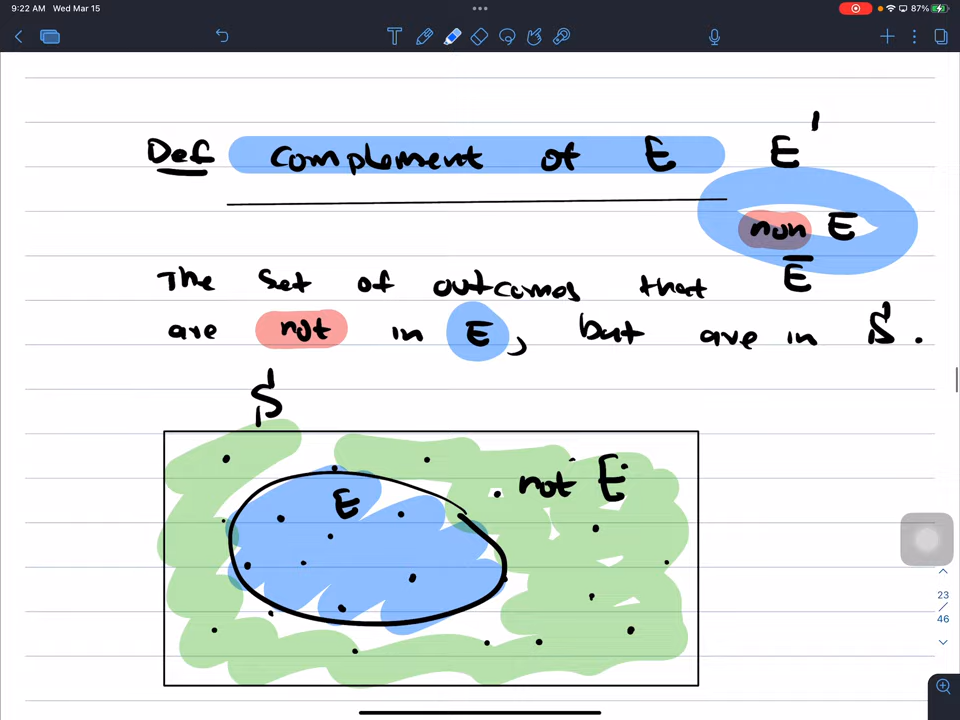 9:22 AM Wed Mar 15
87%
Def Complement of E E'
non E
E̅
The set of outcomes that
are not in E, but are in S.
S
E
not E
23
/
46